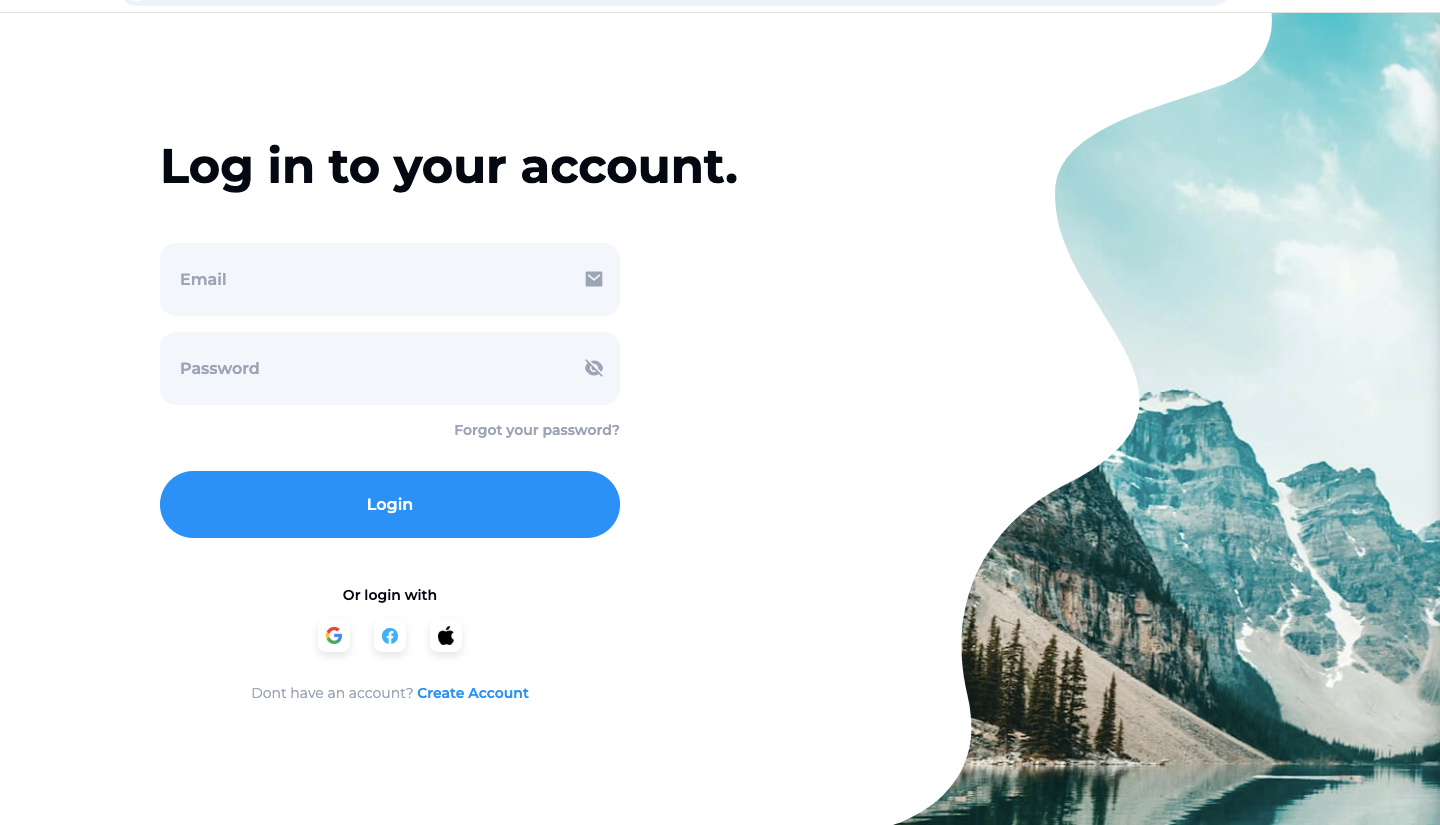 Log in to your account.
Email
Password
Forgot your password?
Login
Or login with
Dont have an account? Create Account